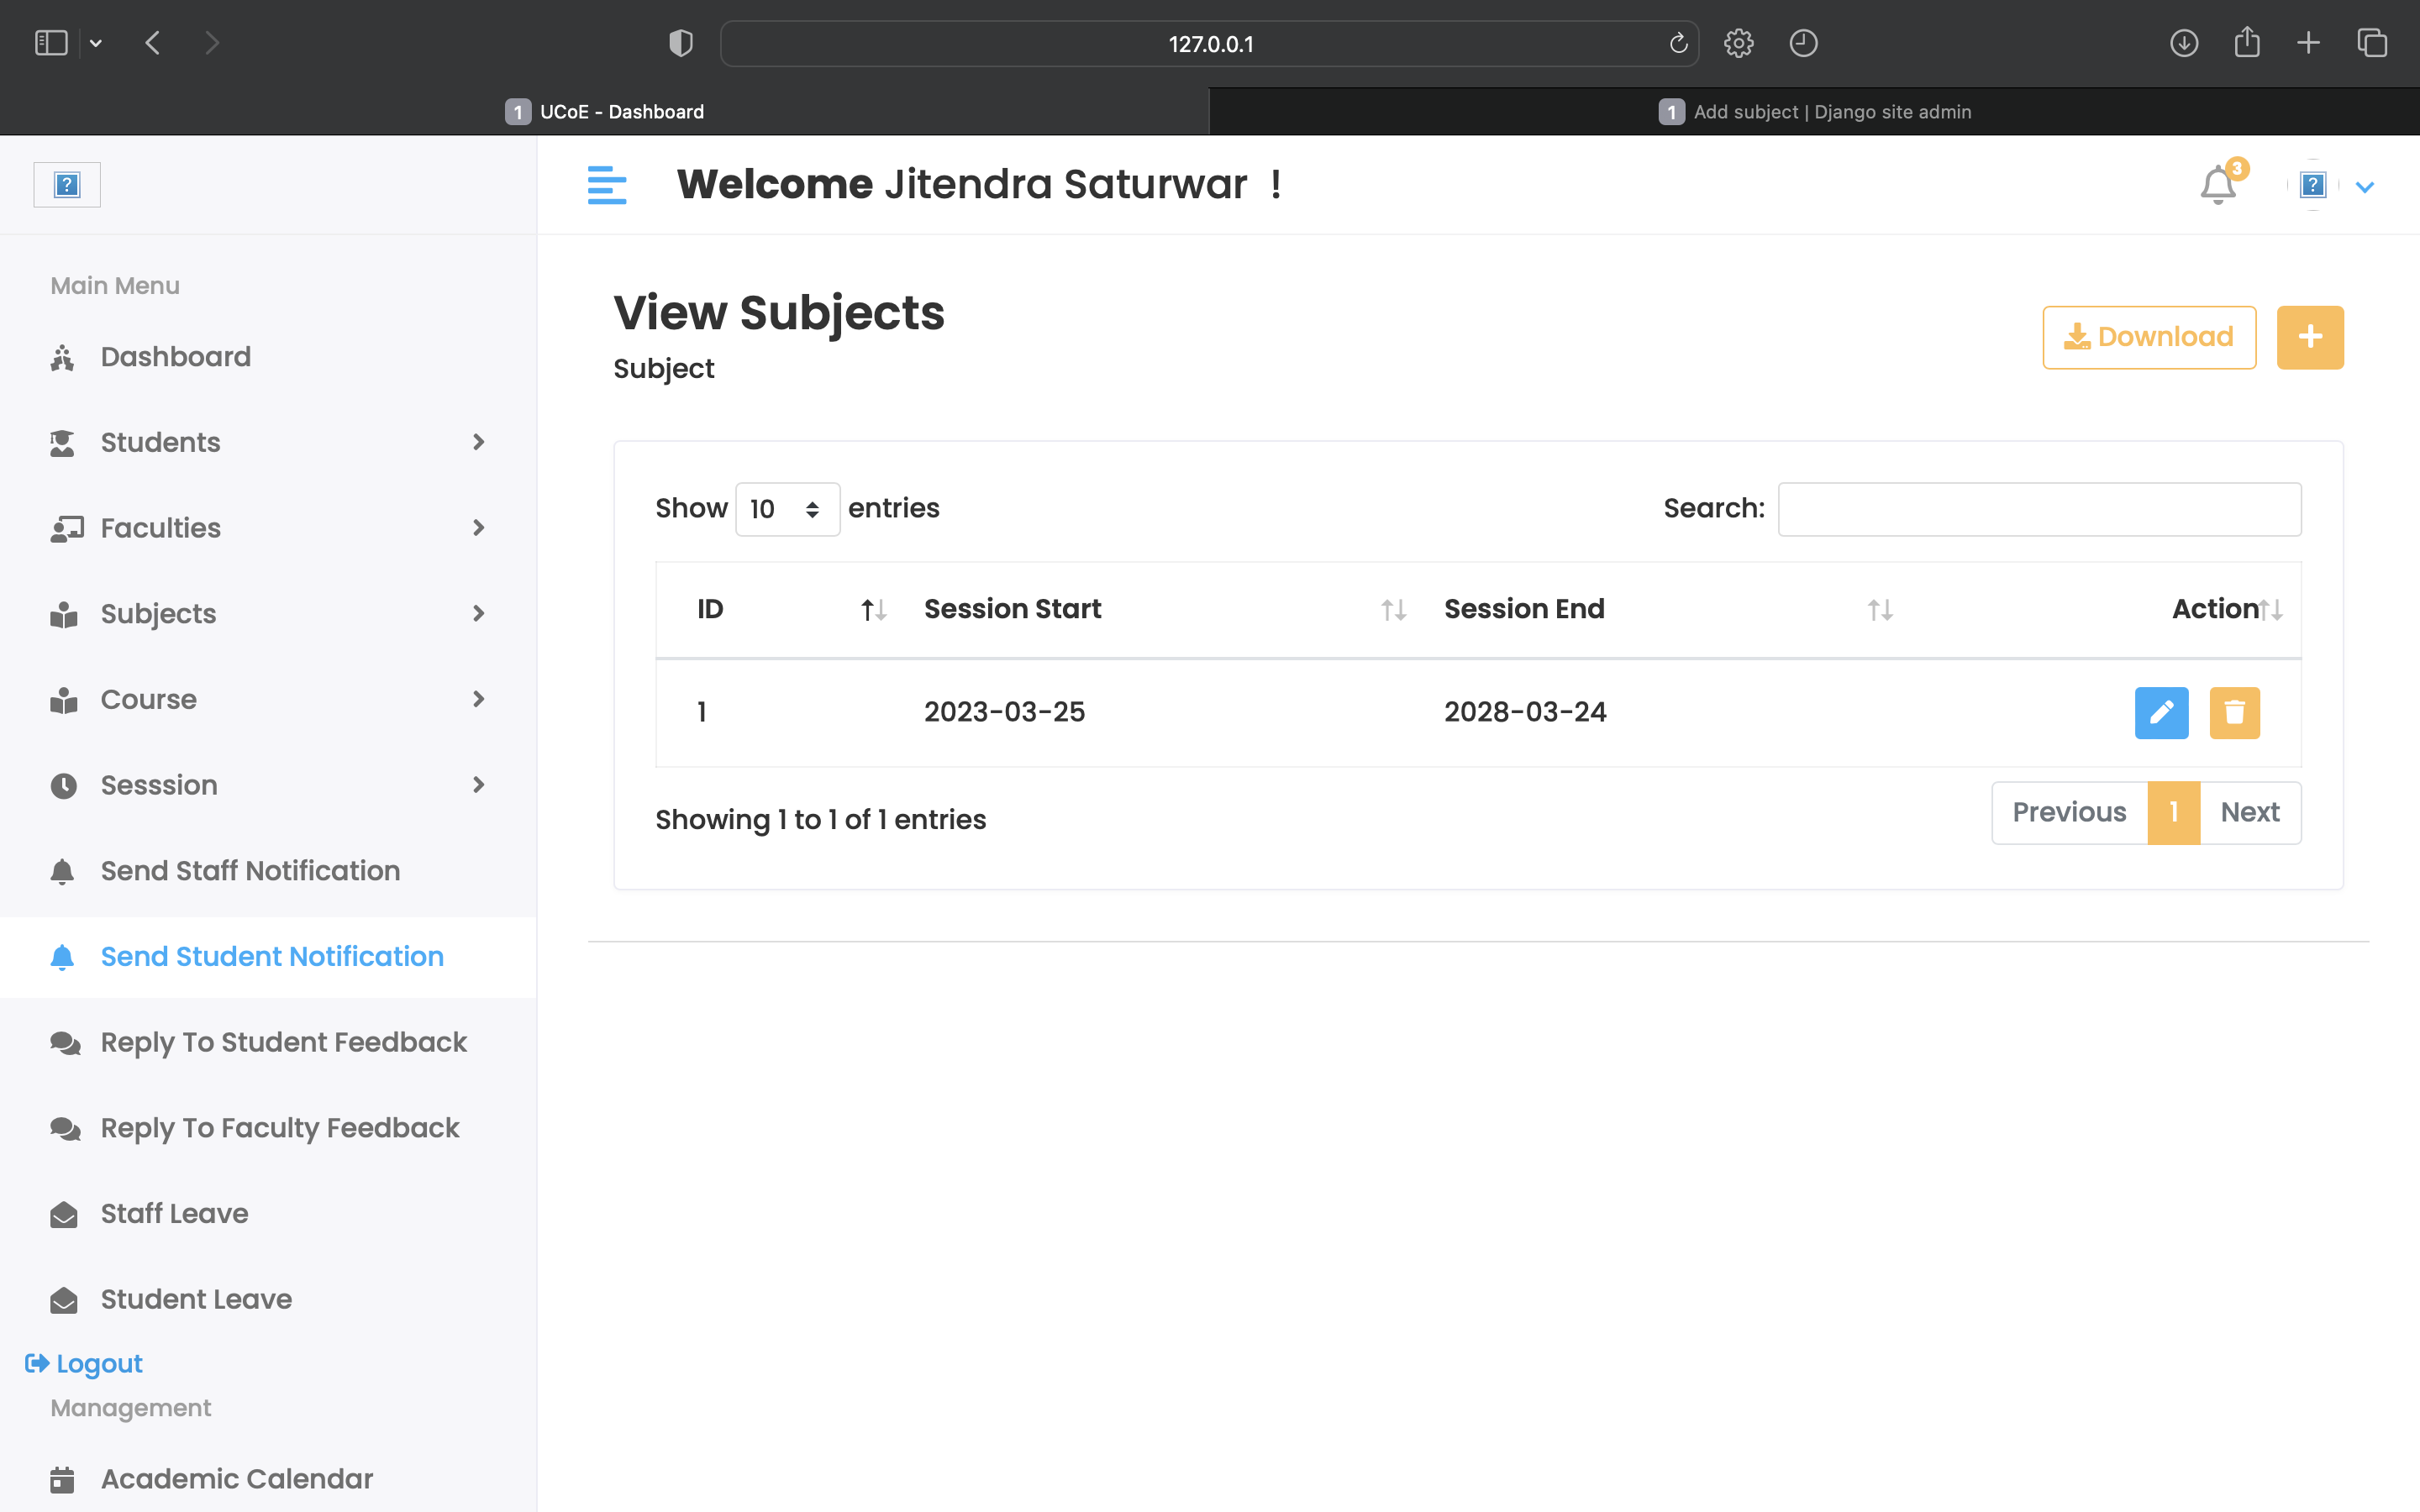 127.0.0.1
1 UCoE - Dashboard
1 Add subject | Django site admin
Welcome Jitendra Saturwar !
3
Main Menu
Dashboard
Students
Faculties
Subjects
Course
Sesssion
Send Staff Notification
Send Student Notification
Reply To Student Feedback
Reply To Faculty Feedback
Staff Leave
Student Leave
Logout
Management
Academic Calendar
View Subjects
Subject
Download
Show 10 entries
Search:
ID Session Start Session End Action
1 2023-03-25 2028-03-24
Showing 1 to 1 of 1 entries
Previous 1 Next